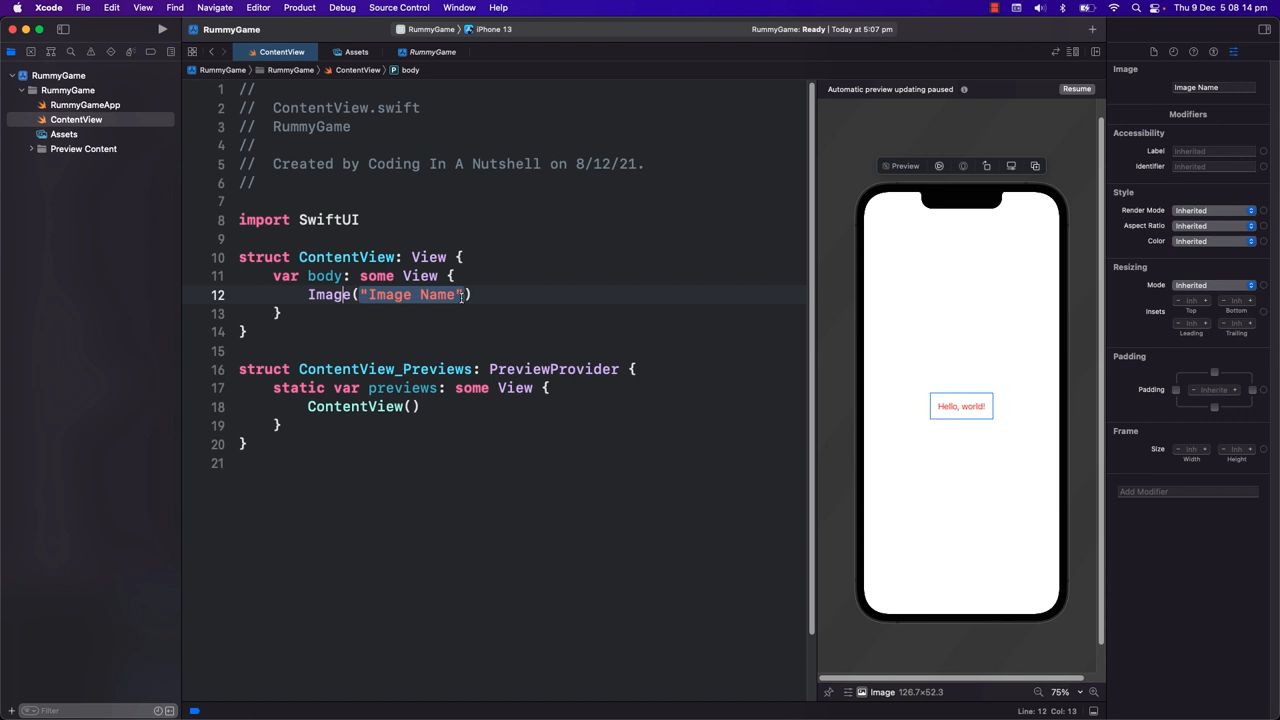 Xcode File Edit View Find Navigate Editor Product Debug Source Control Window Help
Thu 9 Dec 5 08 14 pm
RummyGame
RummyGame iPhone 13
RummyGame: Ready Today at 5:07 pm
ContentView Assets RummyGame
RummyGame RummyGame ContentView body
RummyGame
RummyGame
RummyGameApp
ContentView
Assets
Preview Content
1 //
2 // ContentView.swift
3 // RummyGame
4 //
5 // Created by Coding In A Nutshell on 8/12/21.
6 //
7
8 import SwiftUI
9
10 struct ContentView: View {
11 var body: some View {
12 Image("Image Name")
13 }
14 }
15
16 struct ContentView_Previews: PreviewProvider {
17 static var previews: some View {
18 ContentView()
19 }
20 }
21
Automatic preview updating paused
Resume
Preview
Hello, world!
Image 126.7×52.3
75%
Image
Image Name
Modifiers
Accessibility
Label Inherited
Identifier Inherited
Style
Render Mode Inherited
Aspect Ratio Inherited
Color Inherited
Resizing
Mode Inherited
Insets
− Inh + − Inh +
Top Bottom
− Inh + − Inh +
Leading Trailing
Padding
Padding − Inherite +
Frame
Size − Inh + − Inh +
Width Height
Add Modifier
Filter
Line: 12 Col: 13